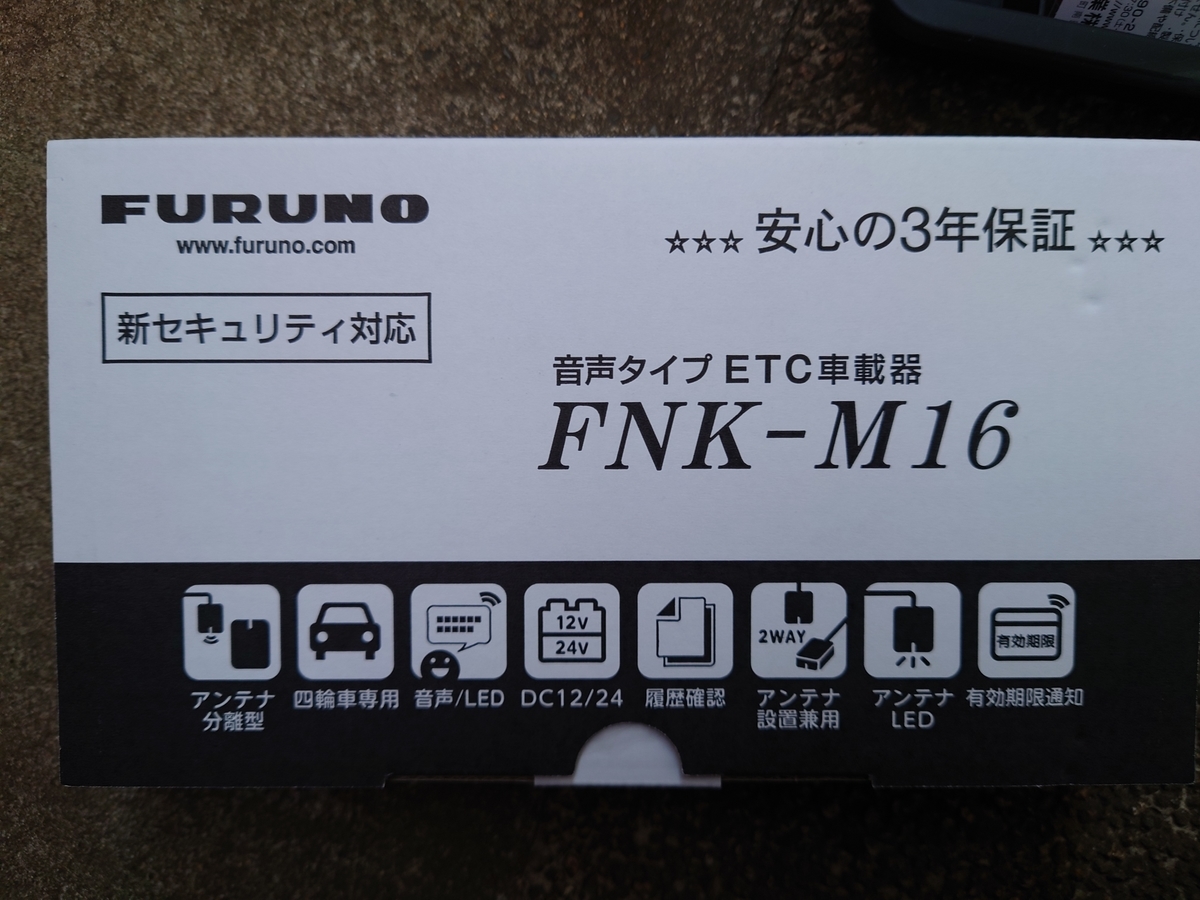 FURUNO
www.furuno.com
☆☆☆ 安心の3年保証 ☆☆☆
新セキュリティ対応
音声タイプ ETC車載器
FNK-M16
12V
24V
2WAY
有効期限
アンテナ
分離型
四輪車専用
音声/LED
DC12/24
履歴確認
アンテナ
設置兼用
アンテナ
LED
有効期限通知